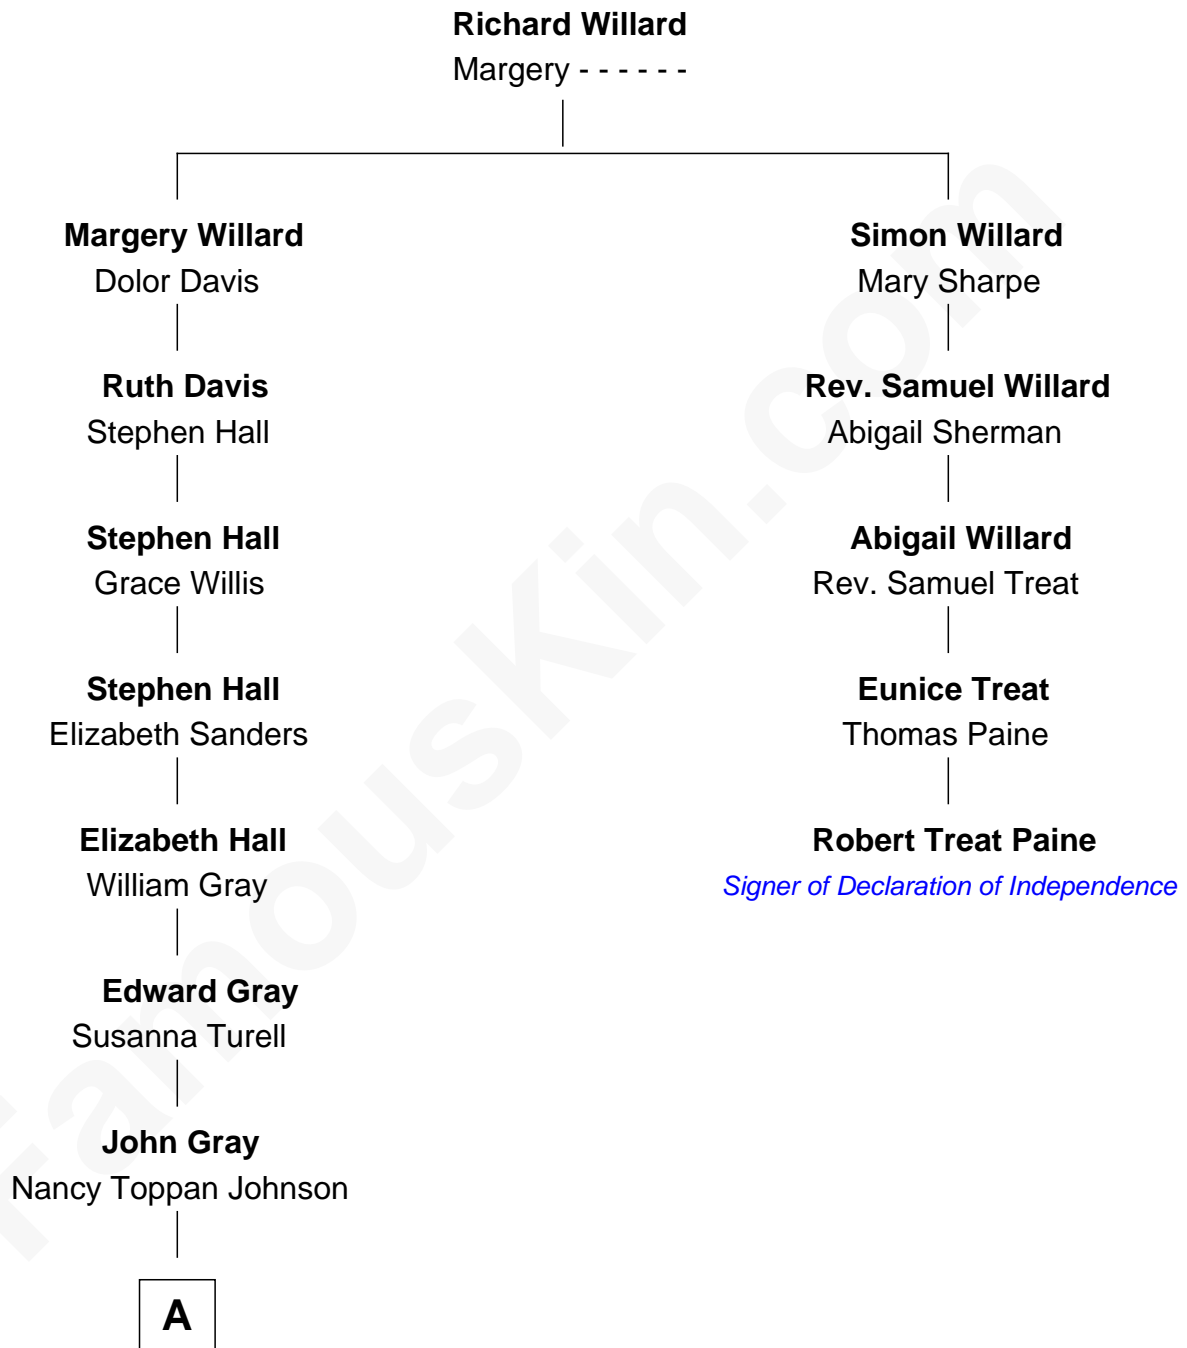 Richard Willard
Margery - - - - - -
Margery Willard
Dolor Davis
Simon Willard
Mary Sharpe
Ruth Davis
Stephen Hall
Rev. Samuel Willard
Abigail Sherman
Stephen Hall
Grace Willis
Abigail Willard
Rev. Samuel Treat
Stephen Hall
Elizabeth Sanders
Eunice Treat
Thomas Paine
Elizabeth Hall
William Gray
Robert Treat Paine
Signer of Declaration of Independence
Edward Gray
Susanna Turell
John Gray
Nancy Toppan Johnson
A
FamousKin.com